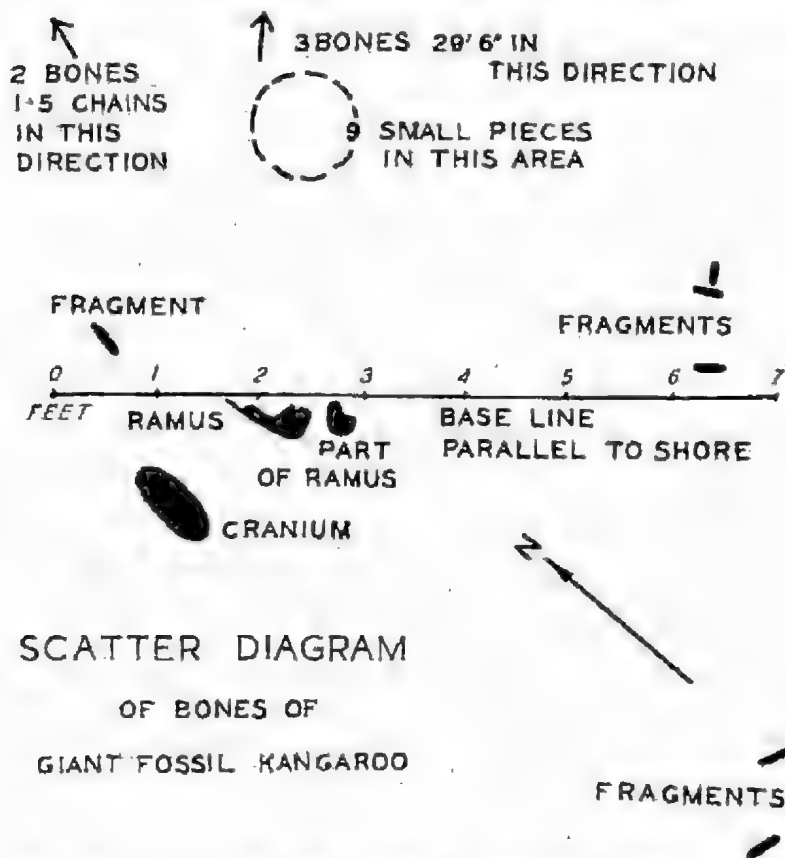 2 BONES
1·5 CHAINS
IN THIS
DIRECTION
3 BONES 29' 6" IN
THIS DIRECTION
9 SMALL PIECES
IN THIS AREA
FRAGMENT
FRAGMENTS
0 1 2 3 4 5 6 7
FEET
RAMUS
PART
OF RAMUS
BASE LINE
PARALLEL TO SHORE
CRANIUM
N
SCATTER DIAGRAM
OF BONES OF
GIANT FOSSIL KANGAROO
FRAGMENTS